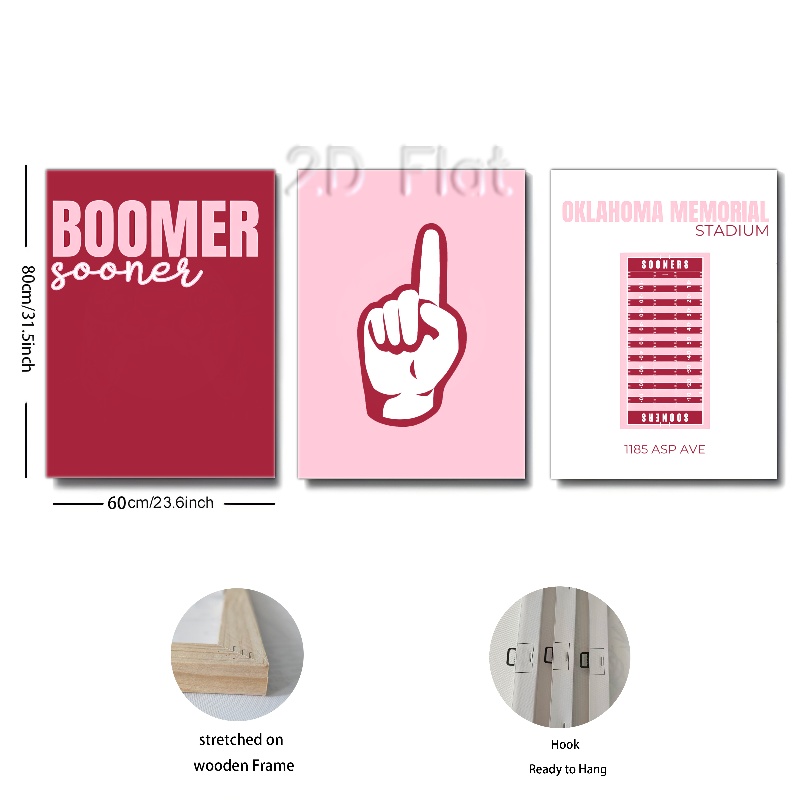 2D Flat
BOOMER
sooner
OKLAHOMA MEMORIAL
STADIUM
SOONERS
SOONERS
1185 ASP AVE
80cm/31.5inch
60cm/23.6inch
stretched on
wooden Frame
Hook
Ready to Hang